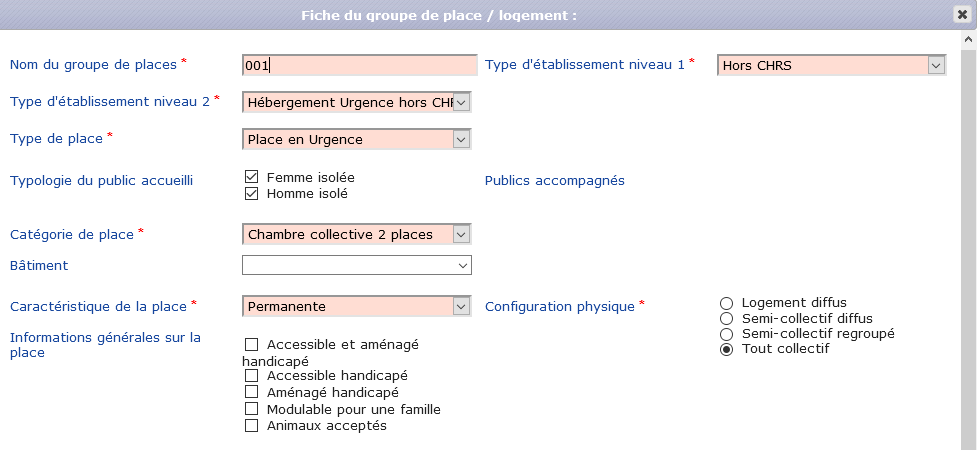 Fiche du groupe de place / logement :
Nom du groupe de places *
001
Type d'établissement niveau 1 *
Hors CHRS
Type d'établissement niveau 2 *
Hébergement Urgence hors CHR
Type de place *
Place en Urgence
Typologie du public accueilli
Femme isolée
Homme isolé
Publics accompagnés
Catégorie de place *
Chambre collective 2 places
Bâtiment
Caractéristique de la place *
Permanente
Configuration physique *
Logement diffus
Semi-collectif diffus
Semi-collectif regroupé
Tout collectif
Informations générales sur la
place
Accessible et aménagé
handicapé
Accessible handicapé
Aménagé handicapé
Modulable pour une famille
Animaux acceptés